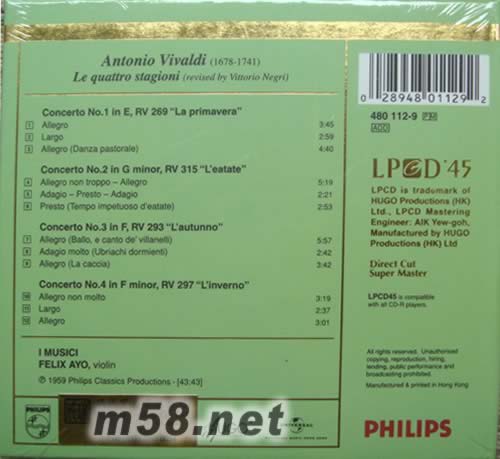 Antonio Vivaldi (1678-1741)
Le quattro stagioni (revised by Vittorio Negri)
Concerto No.1 in E, RV 269 "La primavera"
1 Allegro 3:45
2 Largo 2:59
3 Allegro (Danza pastorale) 4:40
Concerto No.2 in G minor, RV 315 "L'eatate"
4 Allegro non troppo – Allegro 5:19
5 Adagio – Presto – Adagio 2:21
6 Presto (Tempo impetuoso d'eatate) 2:53
Concerto No.3 in F, RV 293 "L'autunno"
7 Allegro (Ballo, e canto de' villanelli) 5:57
8 Adagio molto (Ubriachi dormienti) 2:42
9 Allegro (La caccia) 3:42
Concerto No.4 in F minor, RV 297 "L'inverno"
10 Allegro non molto 3:19
11 Largo 2:37
12 Allegro 3:01
I MUSICI
FELIX AYO, violin
℗ 1959 Philips Classics Productions - [43:43]
PHILIPS
UNIVERSAL
m58.net
0 28948 01129 2
480 112-9 PM
ADD
LPCD'45
LPCD is trademark of
HUGO Productions (HK)
Ltd., LPCD Mastering
Engineer: AIK Yew-goh,
Manufactured by HUGO
Productions (HK) Ltd
Direct Cut
Super Master
LPCD45 is compatible
with all CD-R players.
All rights reserved. Unauthorised
copying, reproduction, hiring,
lending, public performance and
broadcasting prohibited.
Manufactured & printed in Hong Kong
PHILIPS